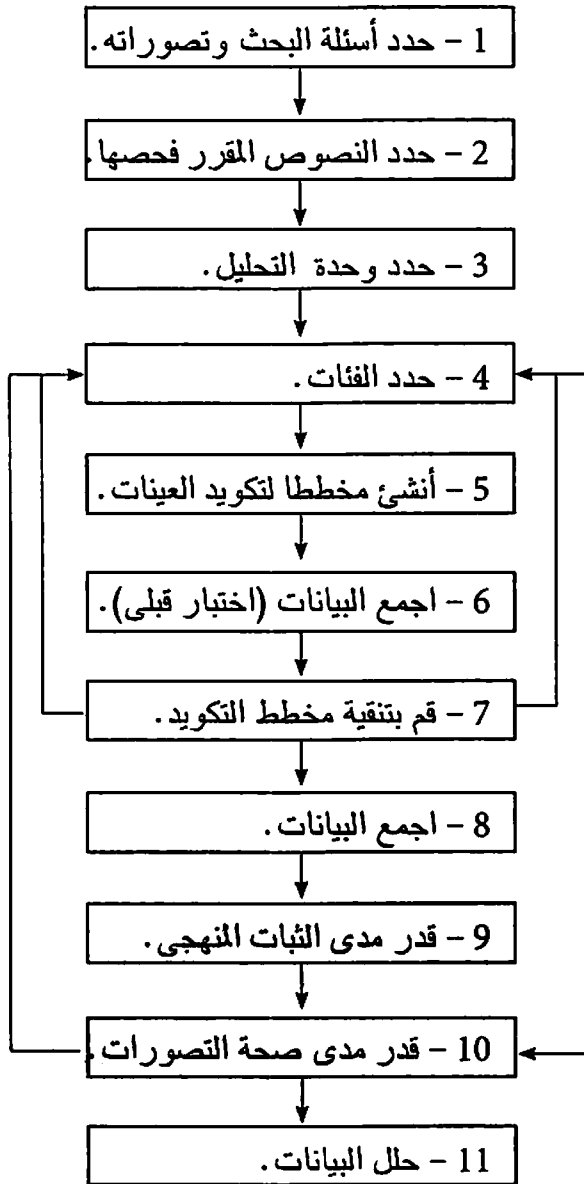 1 - حدد أسئلة البحث وتصوراته.
2 - حدد النصوص المقرر فحصها.
3 - حدد وحدة التحليل.
4 - حدد الفئات.
5 - أنشئ مخططا لتكويد العينات.
6 - اجمع البيانات (اختبار قبلى).
7 - قم بتنقية مخطط التكويد.
8 - اجمع البيانات.
9 - قدر مدى الثبات المنهجى.
10 - قدر مدى صحة التصورات.
11 - حلل البيانات.